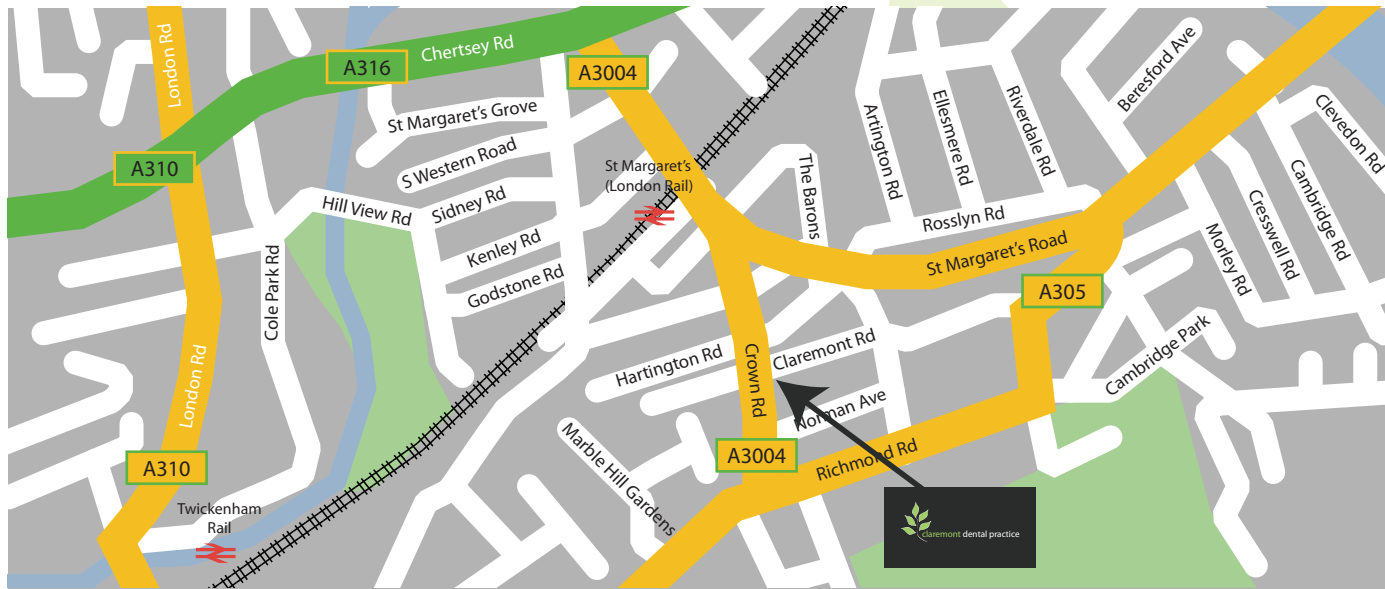 London Rd
A316
Chertsey Rd
A3004
A310
St Margaret's Grove
S Western Road
Sidney Rd
Hill View Rd
Kenley Rd
Godstone Rd
St Margaret's
(London Rail)
The Barons
Artington Rd
Ellesmere Rd
Riverdale Rd
Beresford Ave
Clevedon Rd
Cambridge Rd
Cresswell Rd
Morley Rd
Rosslyn Rd
St Margaret's Road
A305
Cole Park Rd
London Rd
Hartington Rd
Crown Rd
Claremont Rd
Norman Ave
Cambridge Park
A310
A3004
Richmond Rd
Marble Hill Gardens
Twickenham
Rail
claremont dental practice